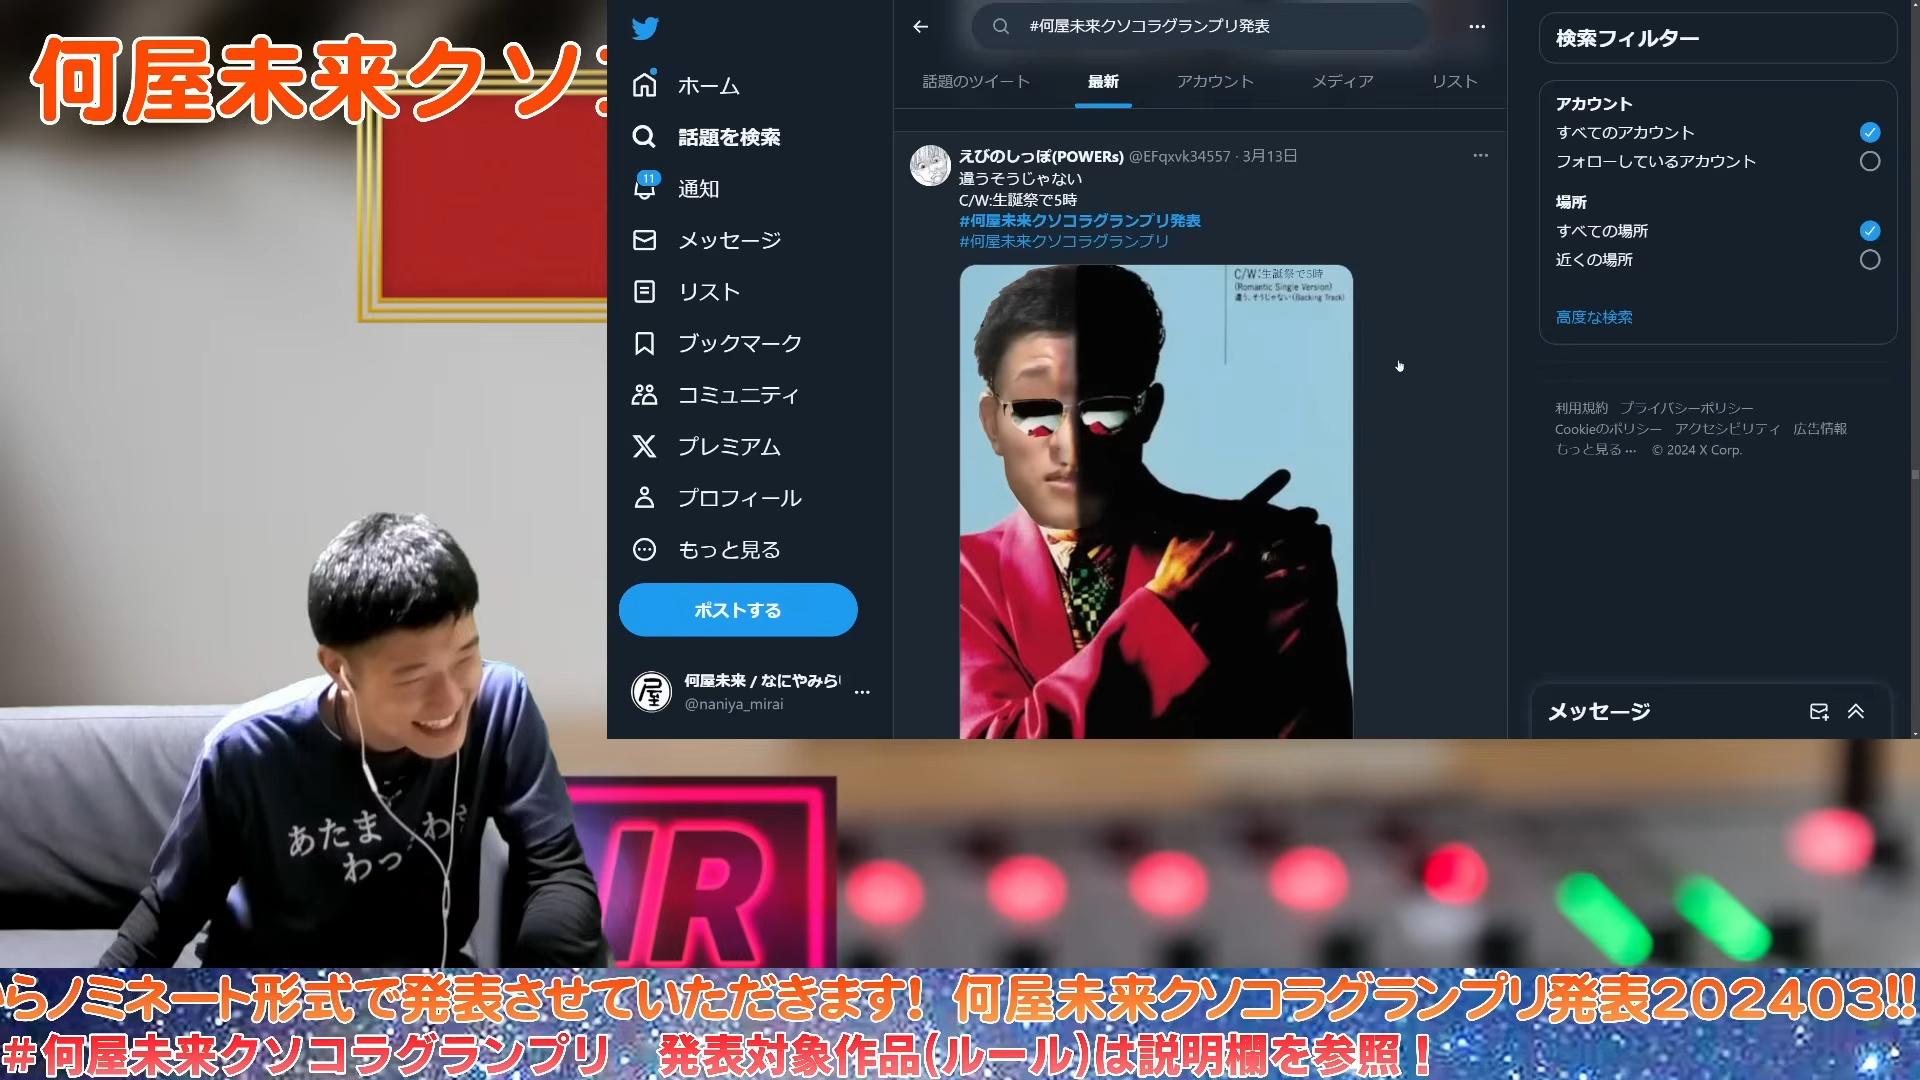 何屋未来クソ
#何屋未来クソコラグランプリ発表
話題のツイート
最新
アカウント
メディア
リスト
ホーム
話題を検索
11
通知
メッセージ
リスト
ブックマーク
コミュニティ
プレミアム
プロフィール
もっと見る
ポストする
屋
何屋未来 / なにやみら
@naniya_mirai
えびのしっぽ(POWERs) @EFqxvk34557 · 3月13日
違うそうじゃない
C/W:生誕祭で5時
#何屋未来クソコラグランプリ発表
#何屋未来クソコラグランプリ
C/W:生誕祭で5時
(Romantic Single Version)
違う、そうじゃない(Backing Track)
検索フィルター
アカウント
すべてのアカウント
フォローしているアカウント
場所
すべての場所
近くの場所
高度な検索
利用規約 プライバシーポリシー
Cookieのポリシー アクセシビリティ 広告情報
もっと見る … © 2024 X Corp.
メッセージ
あたま
わっ
わ
らノミネート形式で発表させていただきます! 何屋未来クソコラグランプリ発表202403!!
#何屋未来クソコラグランプリ 発表対象作品(ルール)は説明欄を参照!